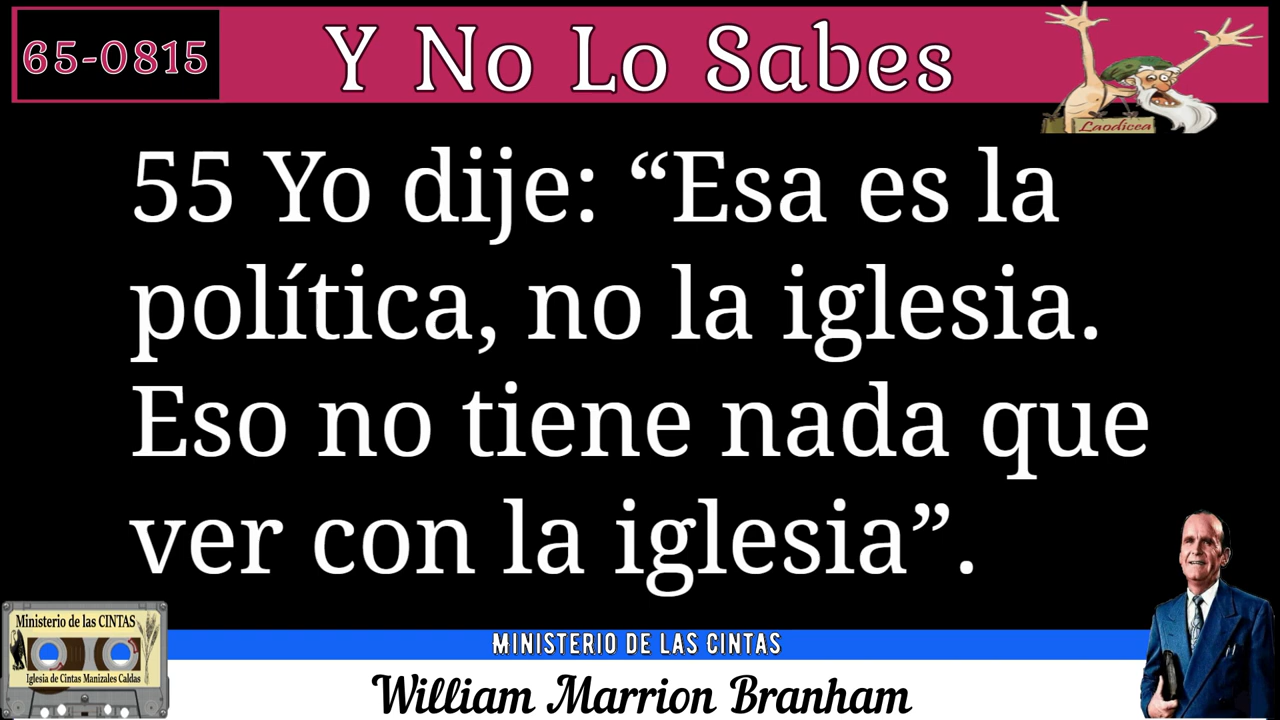 65-0815
Y No Lo Sabes
Laodicea
55 Yo dije: “Esa es la
política, no la iglesia.
Eso no tiene nada que
ver con la iglesia”.
Ministerio de las CINTAS
Iglesia de Cintas Manizales Caldas
MINISTERIO DE LAS CINTAS
William Marrion Branham